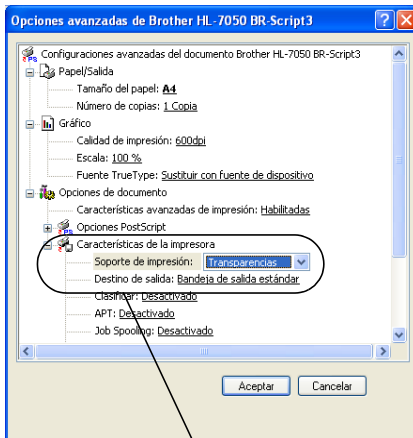 Opciones avanzadas de Brother HL-7050 BR-Script3
Configuraciones avanzadas del documento Brother HL-7050 BR-Script3
Papel/Salida
Tamaño del papel: A4
Número de copias: 1 Copia
Gráfico
Calidad de impresión: 600dpi
Escala: 100 %
Fuente TrueType: Sustituir con fuente de dispositivo
Opciones de documento
Características avanzadas de impresión: Habilitadas
Opciones PostScript
Características de la impresora
Soporte de impresión: Transparencias
Destino de salida: Bandeja de salida estándar
Clasificar: Desactivado
APT: Desactivado
Job Spooling: Desactivado
Aceptar Cancelar